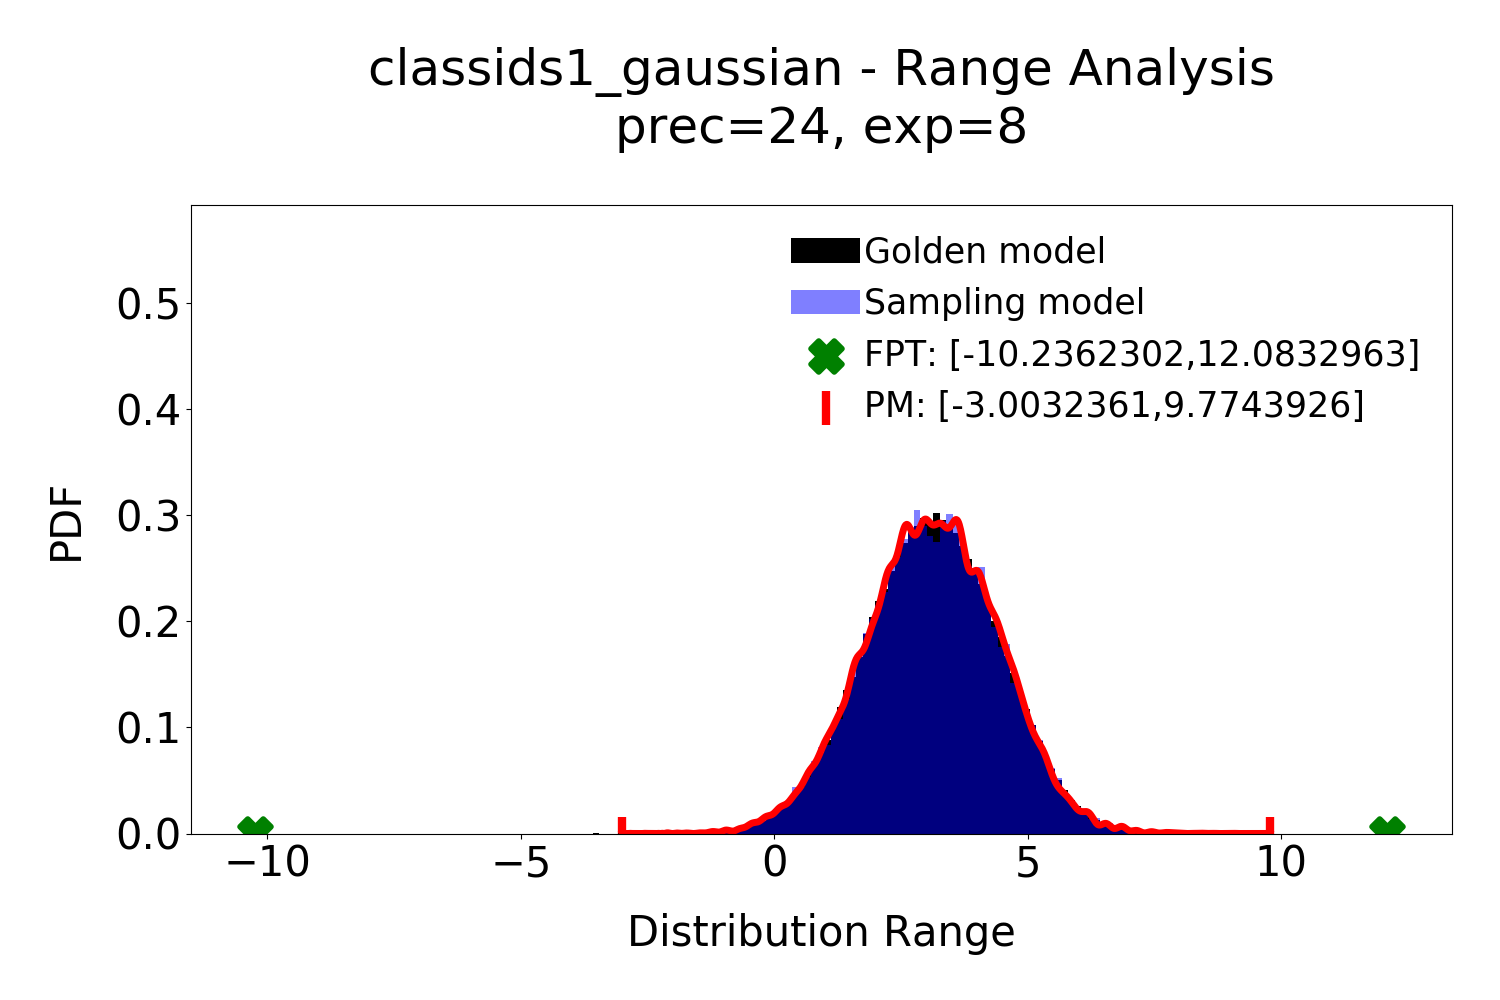 classids1_gaussian - Range Analysis
prec=24, exp=8
Golden model
Sampling model
FPT: [-10.2362302,12.0832963]
PM: [-3.0032361,9.7743926]
PDF
0.5
0.4
0.3
0.2
0.1
0.0
−10 −5 0 5 10
Distribution Range